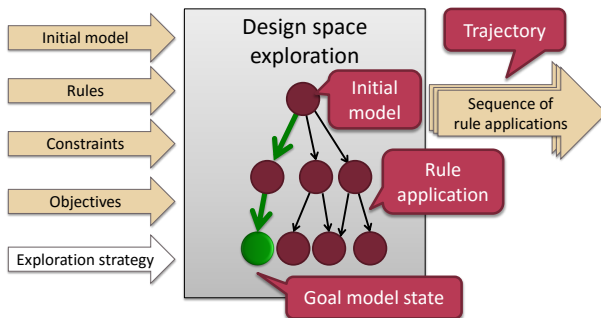 Initial model
Rules
Constraints
Objectives
Exploration strategy
Design space
exploration
Initial
model
Rule
application
Goal model state
Trajectory
Sequence of
rule applications